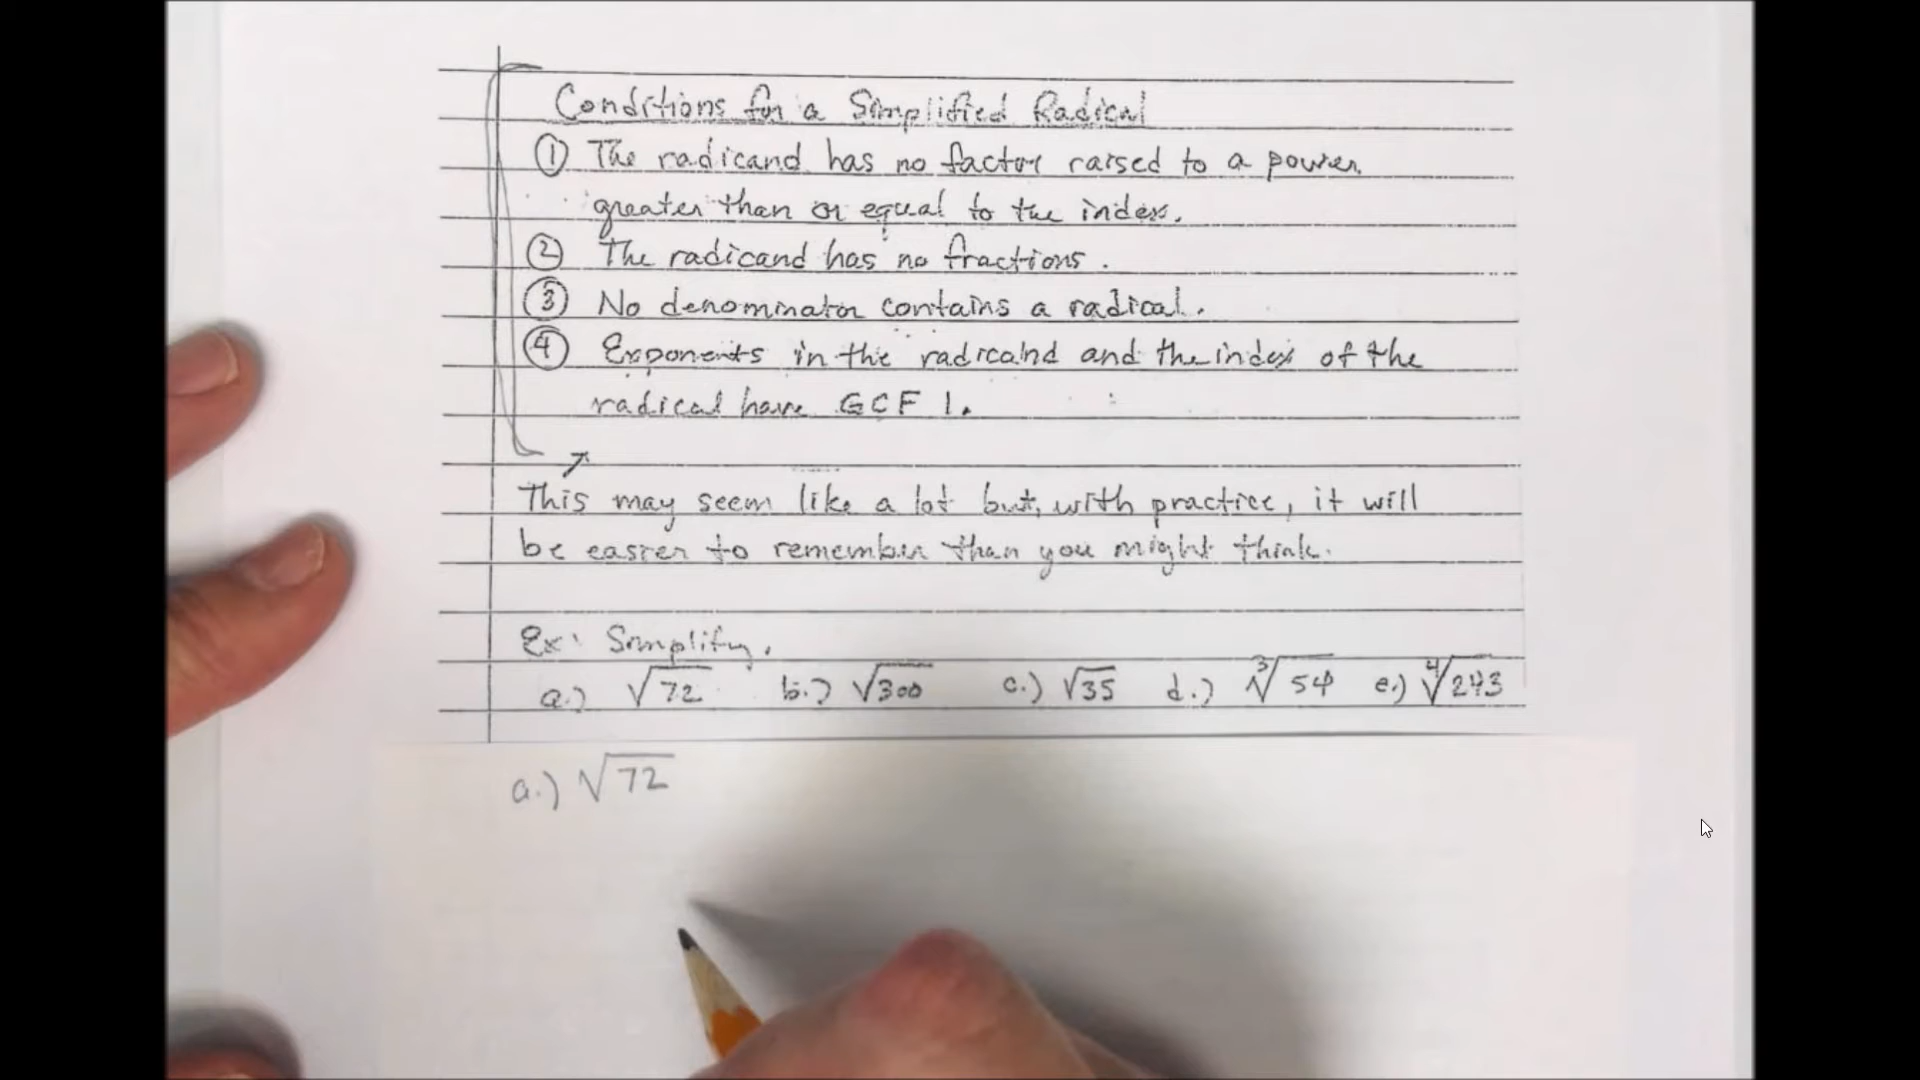 Conditions for a Simplified Radical
① The radicand has no factor raised to a power
greater than or equal to the index.
② The radicand has no fractions.
③ No denominator contains a radical.
④ Exponents in the radicand and the index of the
radical have GCF 1.
This may seem like a lot but, with practice, it will
be easier to remember than you might think.
Ex: Simplify.
a.) √72 b.) √300 c.) √35 d.) ∛54 e.) ∜243
a.) √72